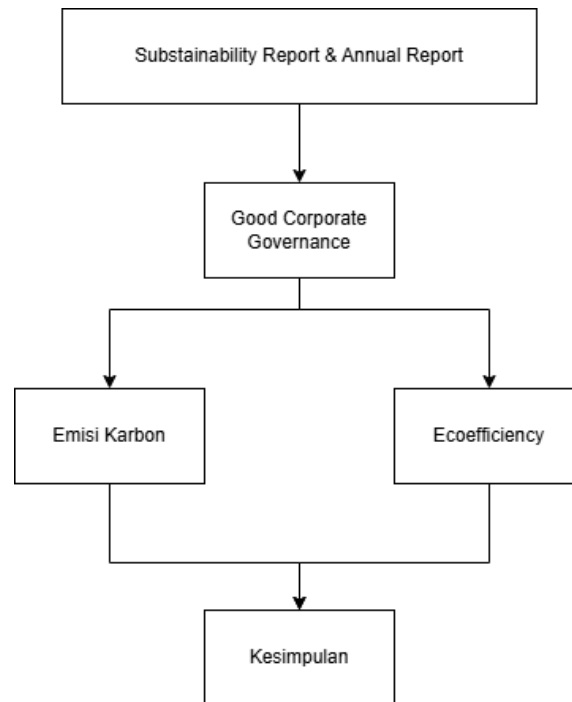 Substainability Report & Annual Report
Good Corporate
Governance
Emisi Karbon
Ecoefficiency
Kesimpulan